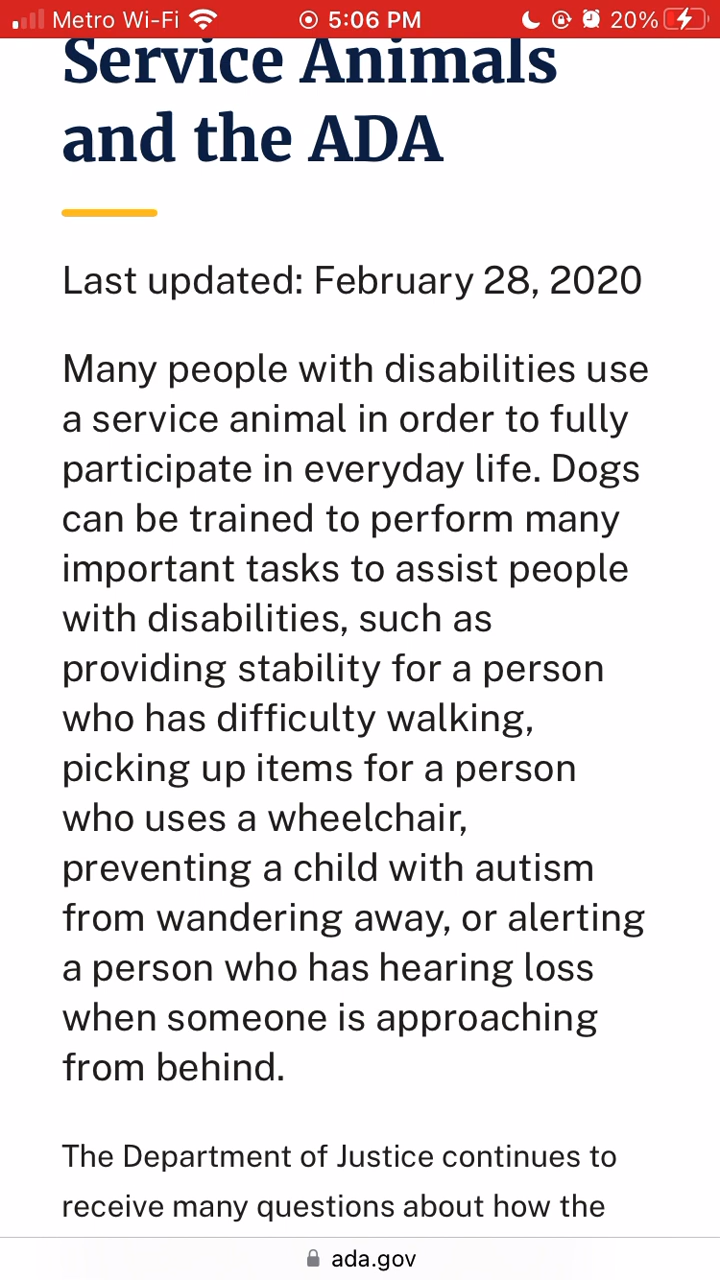 Metro Wi-Fi 5:06 PM 20%
Service Animals
and the ADA
Last updated: February 28, 2020
Many people with disabilities use
a service animal in order to fully
participate in everyday life. Dogs
can be trained to perform many
important tasks to assist people
with disabilities, such as
providing stability for a person
who has difficulty walking,
picking up items for a person
who uses a wheelchair,
preventing a child with autism
from wandering away, or alerting
a person who has hearing loss
when someone is approaching
from behind.
The Department of Justice continues to
receive many questions about how the
ada.gov